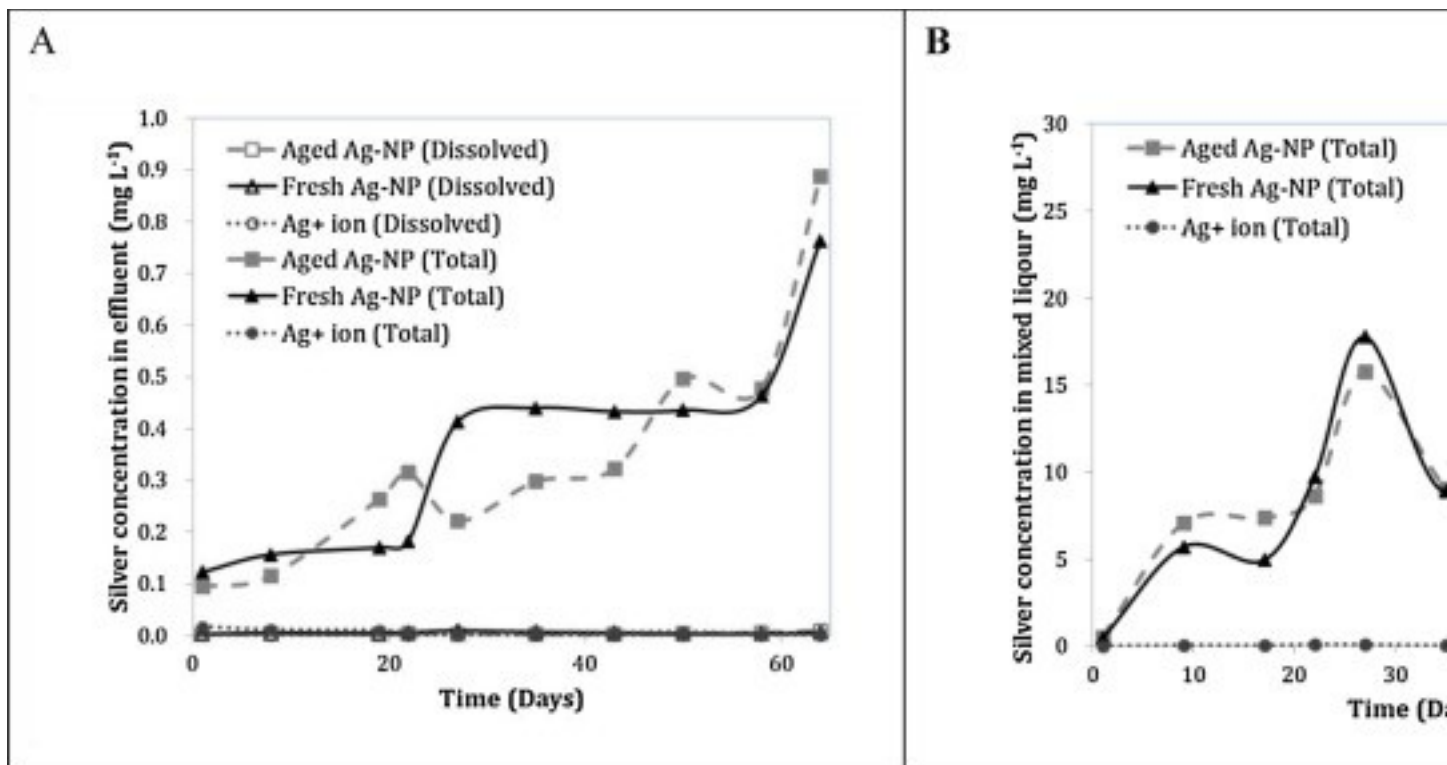 A
Silver concentration in effluent (mg L-1)
1.0
0.9
0.8
0.7
0.6
0.5
0.4
0.3
0.2
0.1
0.0
Aged Ag-NP (Dissolved)
Fresh Ag-NP (Dissolved)
Ag+ ion (Dissolved)
Aged Ag-NP (Total)
Fresh Ag-NP (Total)
Ag+ ion (Total)
0 20 40 60
Time (Days)
B
Silver concentration in mixed liqour (mg L-1)
30
25
20
15
10
5
0
Aged Ag-NP (Total)
Fresh Ag-NP (Total)
Ag+ ion (Total)
0 10 20 30
Time (Da